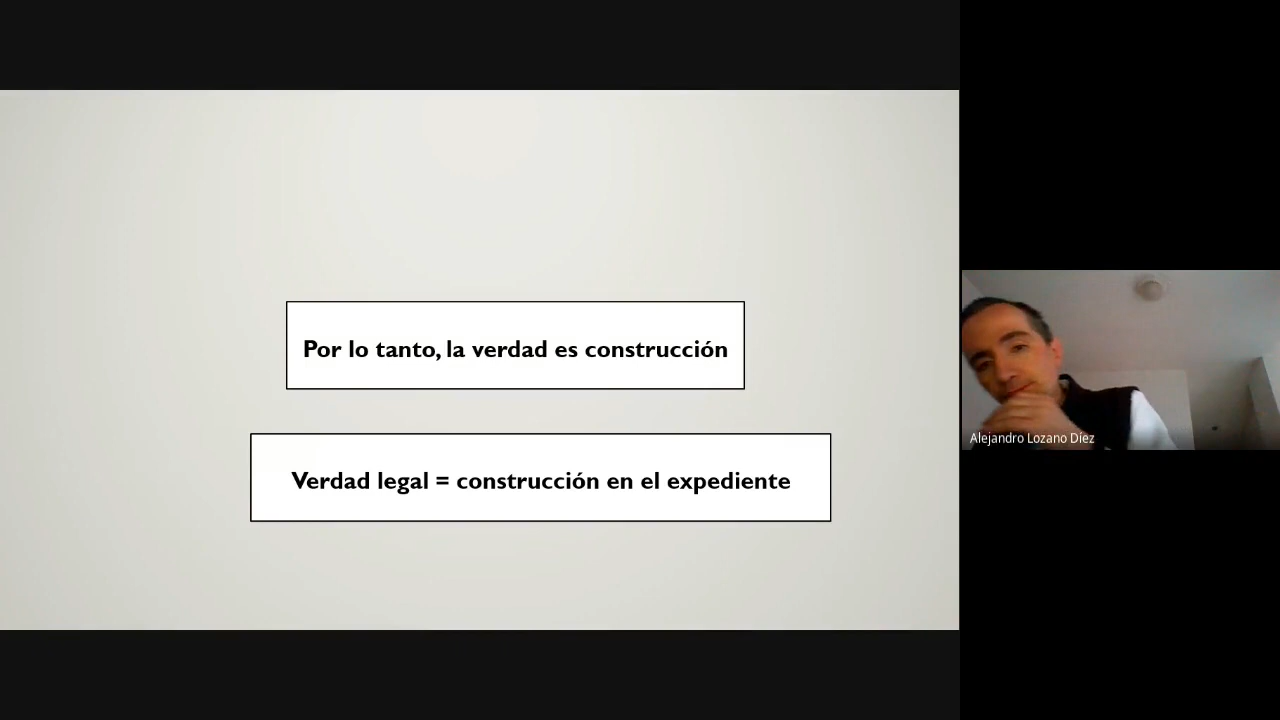 Por lo tanto, la verdad es construcción
Verdad legal = construcción en el expediente
Alejandro Lozano Díez